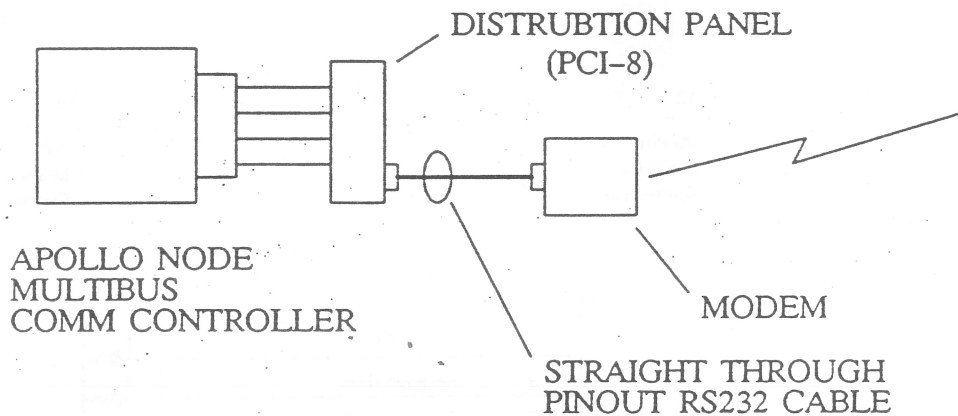 DISTRUBTION PANEL
(PCI-8)
APOLLO NODE
MULTIBUS
COMM CONTROLLER
MODEM
STRAIGHT THROUGH
PINOUT RS232 CABLE